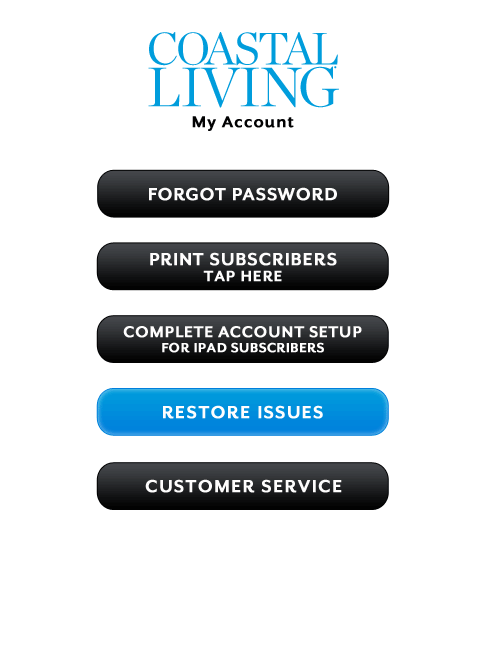 COASTAL
LIVING
My Account
FORGOT PASSWORD
PRINT SUBSCRIBERS
TAP HERE
COMPLETE ACCOUNT SETUP
FOR IPAD SUBSCRIBERS
RESTORE ISSUES
CUSTOMER SERVICE